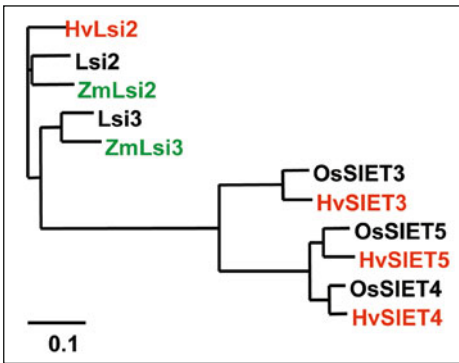 HvLsi2
Lsi2
ZmLsi2
Lsi3
ZmLsi3
OsSIET3
HvSIET3
OsSIET5
HvSIET5
OsSIET4
HvSIET4
0.1